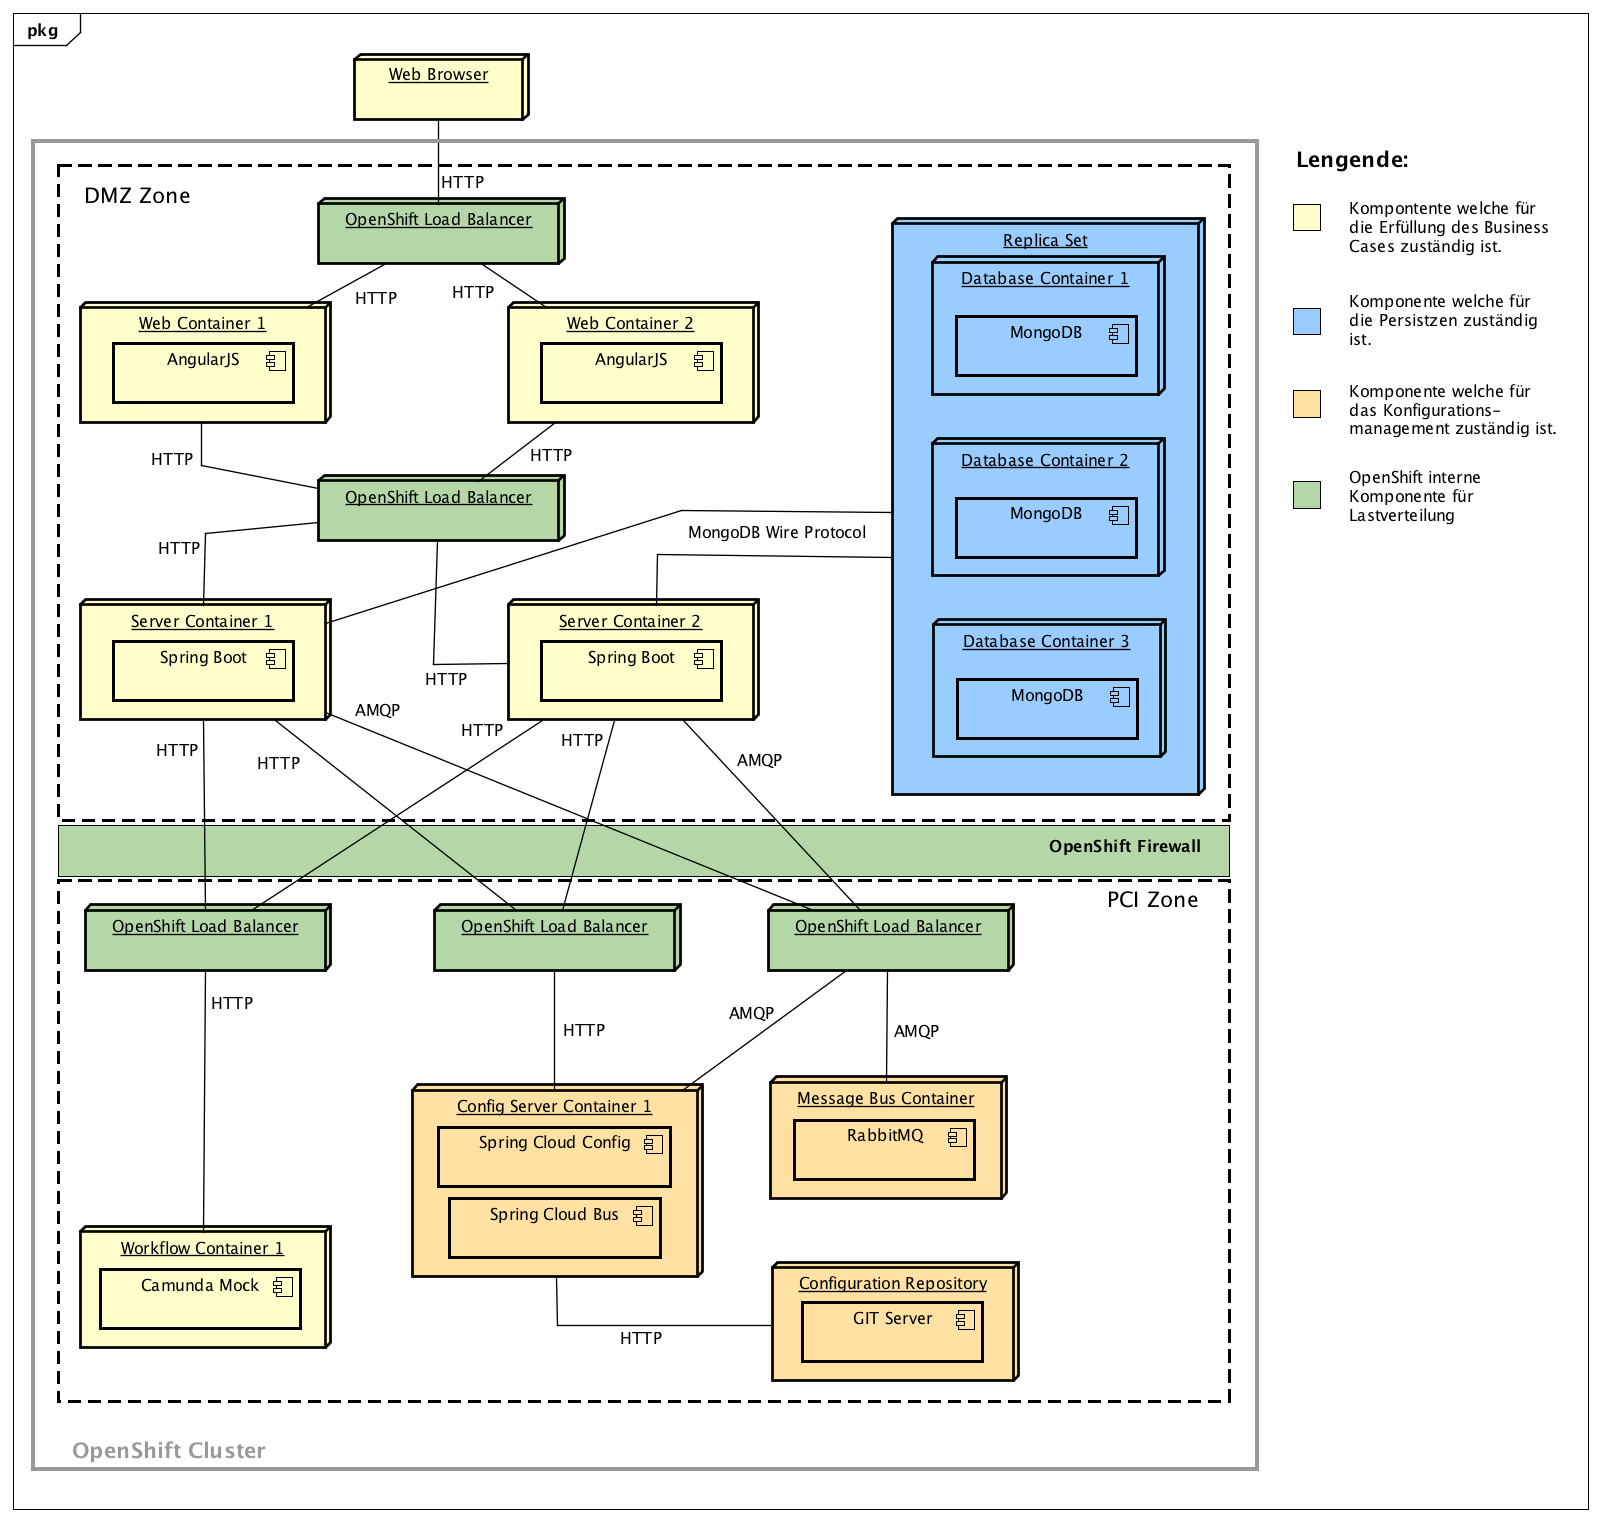 pkg
Web Browser
HTTP
DMZ Zone
OpenShift Load Balancer
HTTP
HTTP
Web Container 1
AngularJS
Web Container 2
AngularJS
HTTP
HTTP
OpenShift Load Balancer
HTTP
MongoDB Wire Protocol
Server Container 1
Spring Boot
Server Container 2
Spring Boot
HTTP
Replica Set
Database Container 1
MongoDB
Database Container 2
MongoDB
Database Container 3
MongoDB
HTTP
HTTP
AMQP
HTTP
HTTP
AMQP
OpenShift Firewall
PCI Zone
OpenShift Load Balancer
OpenShift Load Balancer
OpenShift Load Balancer
HTTP
HTTP
AMQP
AMQP
Config Server Container 1
Spring Cloud Config
Spring Cloud Bus
Message Bus Container
RabbitMQ
Workflow Container 1
Camunda Mock
Configuration Repository
GIT Server
HTTP
OpenShift Cluster
Lengende:
Kompontente welche für
die Erfüllung des Business
Cases zuständig ist.
Komponente welche für
die Persistzen zuständig
ist.
Komponente welche für
das Konfigurations-
management zuständig ist.
OpenShift interne
Komponente für
Lastverteilung